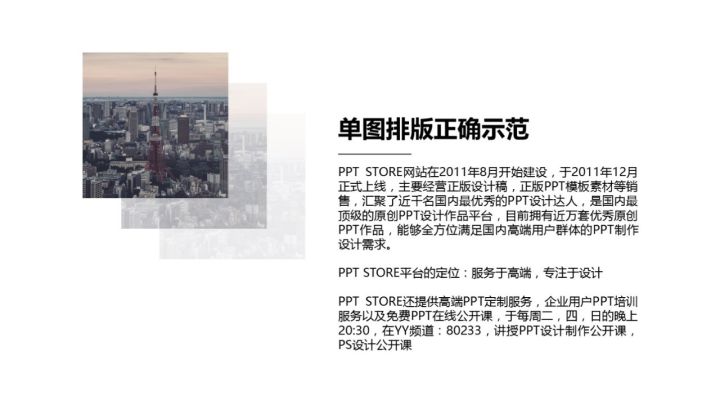 单图排版正确示范
PPT STORE网站在2011年8月开始建设，于2011年12月
正式上线，主要经营正版设计稿，正版PPT模板素材等销
售，汇聚了近千名国内最优秀的PPT设计达人，是国内最
顶级的原创PPT设计作品平台，目前拥有近万套优秀原创
PPT作品，能够全方位满足国内高端用户群体的PPT制作
设计需求。
PPT STORE平台的定位：服务于高端，专注于设计
PPT STORE还提供高端PPT定制服务，企业用户PPT培训
服务以及免费PPT在线公开课，于每周二，四，日的晚上
20:30，在YY频道：80233，讲授PPT设计制作公开课，
PS设计公开课